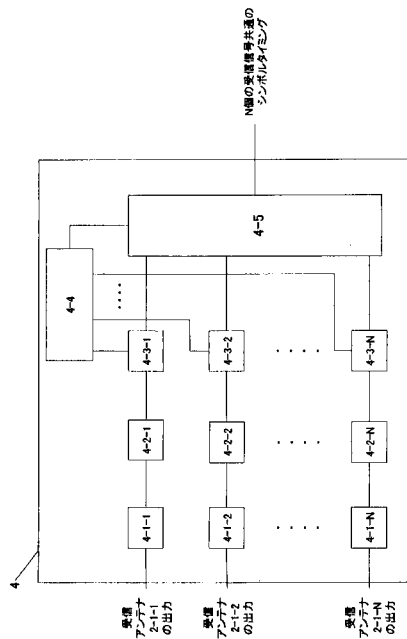 4
受信
アンテナ
2-1-1
の出力
4-1-1
4-2-1
4-3-1
4-4
・・・・
受信
アンテナ
2-1-2
の出力
4-1-2
4-2-2
4-3-2
4-5
N個の受信信号共通の
シンボルタイミング
・・・・
・・・・
受信
アンテナ
2-1-N
の出力
4-1-N
4-2-N
4-3-N